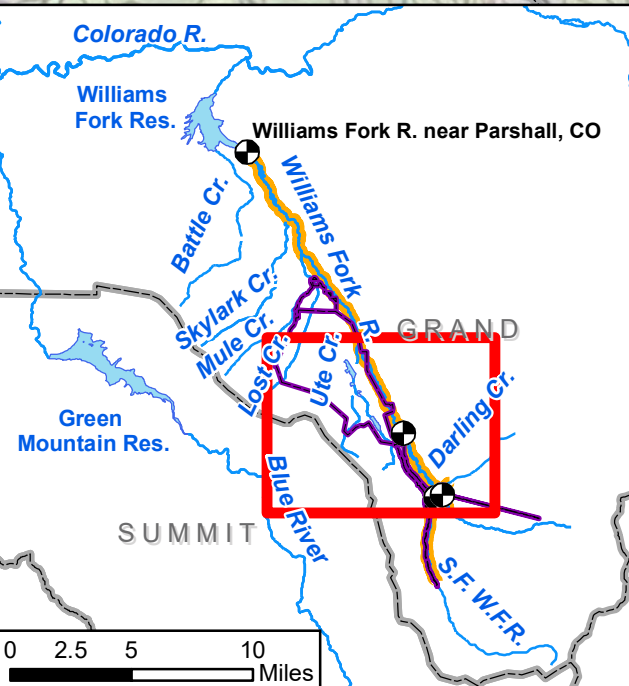 Colorado R.
Williams
Fork Res.
Williams Fork R. near Parshall, CO
Battle Cr.
Williams Fork R.
Skylark Cr.
Mule Cr.
Lost Cr.
Ute Cr.
GRAND
Darling Cr.
Green
Mountain Res.
Blue River
SUMMIT
S.F. W.F.R.
0 2.5 5 10
Miles